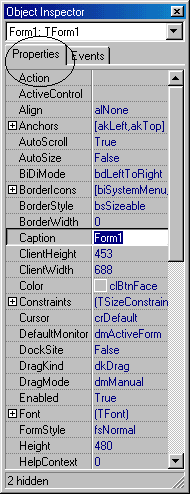 Object Inspector
Form1: TForm1
Properties Events
Action
ActiveControl
Align alNone
Anchors [akLeft,akTop]
AutoScroll True
AutoSize False
BiDiMode bdLeftToRight
BorderIcons [biSystemMenu,
BorderStyle bsSizeable
BorderWidth 0
Caption Form1
ClientHeight 453
ClientWidth 688
Color clBtnFace
Constraints (TSizeConstrain
Cursor crDefault
DefaultMonitor dmActiveForm
DockSite False
DragKind dkDrag
DragMode dmManual
Enabled True
Font (TFont)
FormStyle fsNormal
Height 480
HelpContext 0
2 hidden